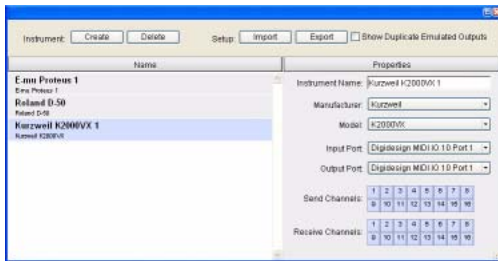 Instrument: Create Delete Setup: Import Export Show Duplicate Emulated Outputs
Name Properties
E-mu Proteus 1
E-mu Proteus 1
Roland D-50
Roland D-50
Kurzweil K2000VX 1
Kurzweil K2000VX
Instrument Name: Kurzweil K2000VX 1
Manufacturer: Kurzweil
Model: K2000VX
Input Port: Digidesign MIDI IO 10 Port 1
Output Port: Digidesign MIDI IO 10 Port 1
Send Channels: 1 2 3 4 5 6 7 8
9 10 11 12 13 14 15 16
Receive Channels: 1 2 3 4 5 6 7 8
9 10 11 12 13 14 15 16